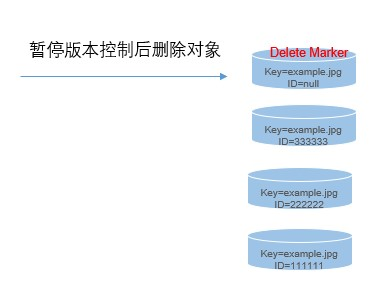 暂停版本控制后删除对象
Delete Marker
Key=example.jpg
ID=null
Key=example.jpg
ID=333333
Key=example.jpg
ID=222222
Key=example.jpg
ID=111111